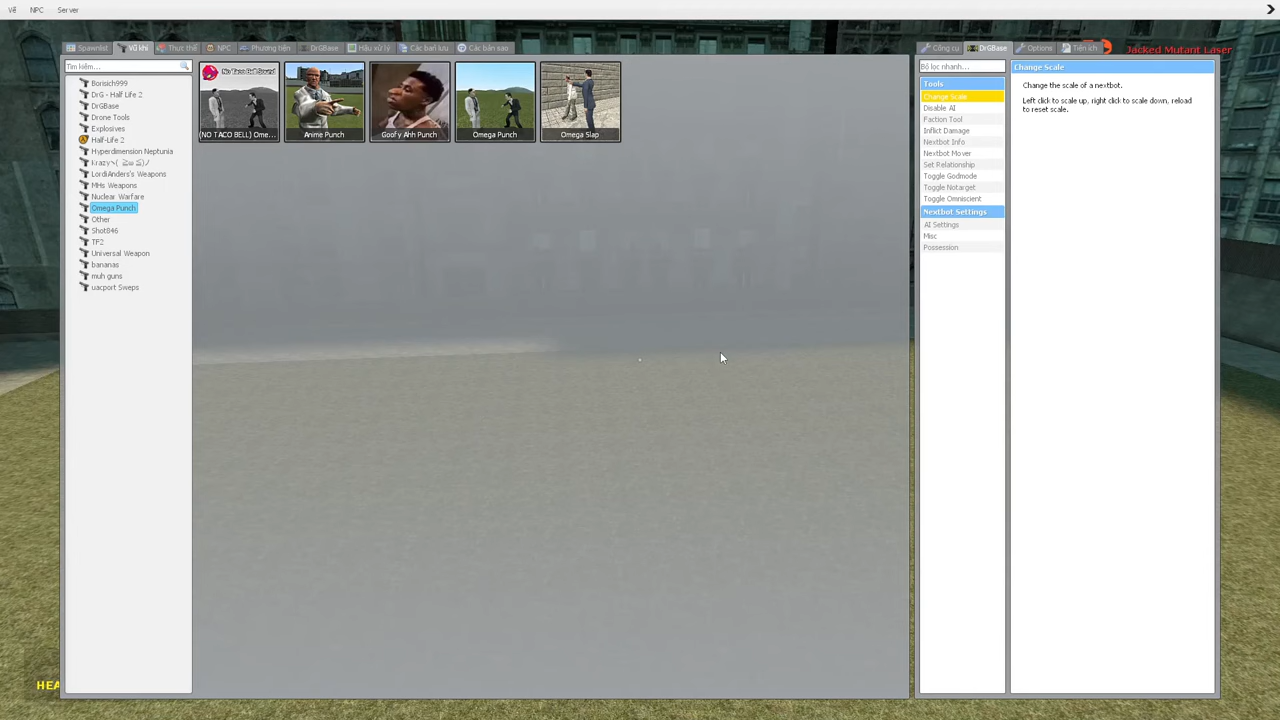 Vẽ NPC Server
Spawnlist Vũ khí Thực thể NPC Phương tiện DrGBase Hậu xử lý Các bản lưu Các bản sao
Công cụ DrGBase Options Tiện ích
Jacked Mutant Laser
Tìm kiếm...
Borisich999
DrG - Half Life 2
DrGBase
Drone Tools
Explosives
Half-Life 2
Hyperdimension Neptunia
LordiAnders's Weapons
MHs Weapons
Nuclear Warfare
Omega Punch
Other
Shot846
TF2
Universal Weapon
bananas
muh guns
uacport Sweps
No Taco Bell Sound
(NO TACO BELL) Ome...
Anime Punch
Goofy Ahh Punch
Omega Punch
Omega Slap
Bộ lọc nhanh...
Tools
Change Scale
Disable AI
Faction Tool
Inflict Damage
Nextbot Info
Nextbot Mover
Set Relationship
Toggle Godmode
Toggle Notarget
Toggle Omniscient
Nextbot Settings
AI Settings
Misc
Possession
Change Scale
Change the scale of a nextbot.
Left click to scale up, right click to scale down, reload
to reset scale.
HEA